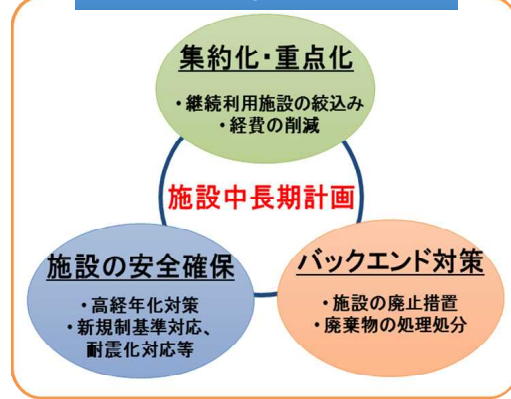 集約化・重点化
・継続利用施設の絞込み
・経費の削減
施設中長期計画
施設の安全確保
・高経年化対策
・新規制基準対応、
耐震化対応等
バックエンド対策
・施設の廃止措置
・廃棄物の処理処分